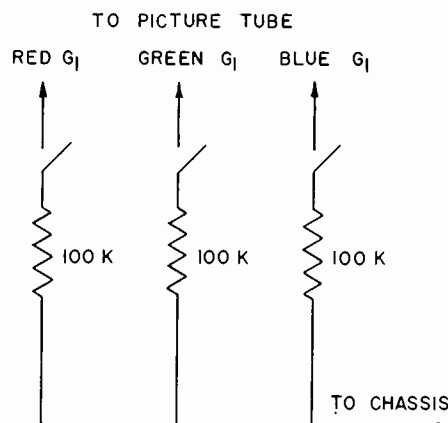 TO PICTURE TUBE
RED G1 GREEN G1 BLUE G1
100 K 100 K 100 K
TO CHASSIS